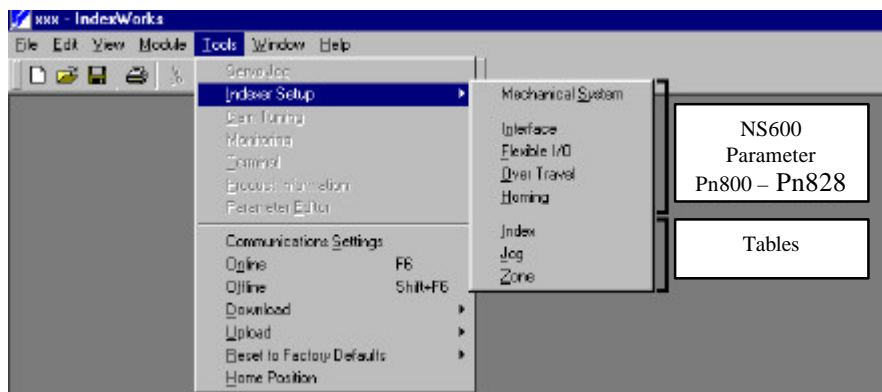 xxx - IndexWorks
File Edit View Module Tools Window Help
Servo Jog
Indexer Setup
Gain Tuning
Monitoring
Terminal
Product Information
Parameter Editor
Communications Settings
Online F6
Offline Shift+F6
Download
Upload
Reset to Factory Defaults
Home Position
Mechanical System
Interface
Flexible I/O
Over Travel
Homing
Index
Jog
Zone
NS600
Parameter
Pn800 – Pn828
Tables